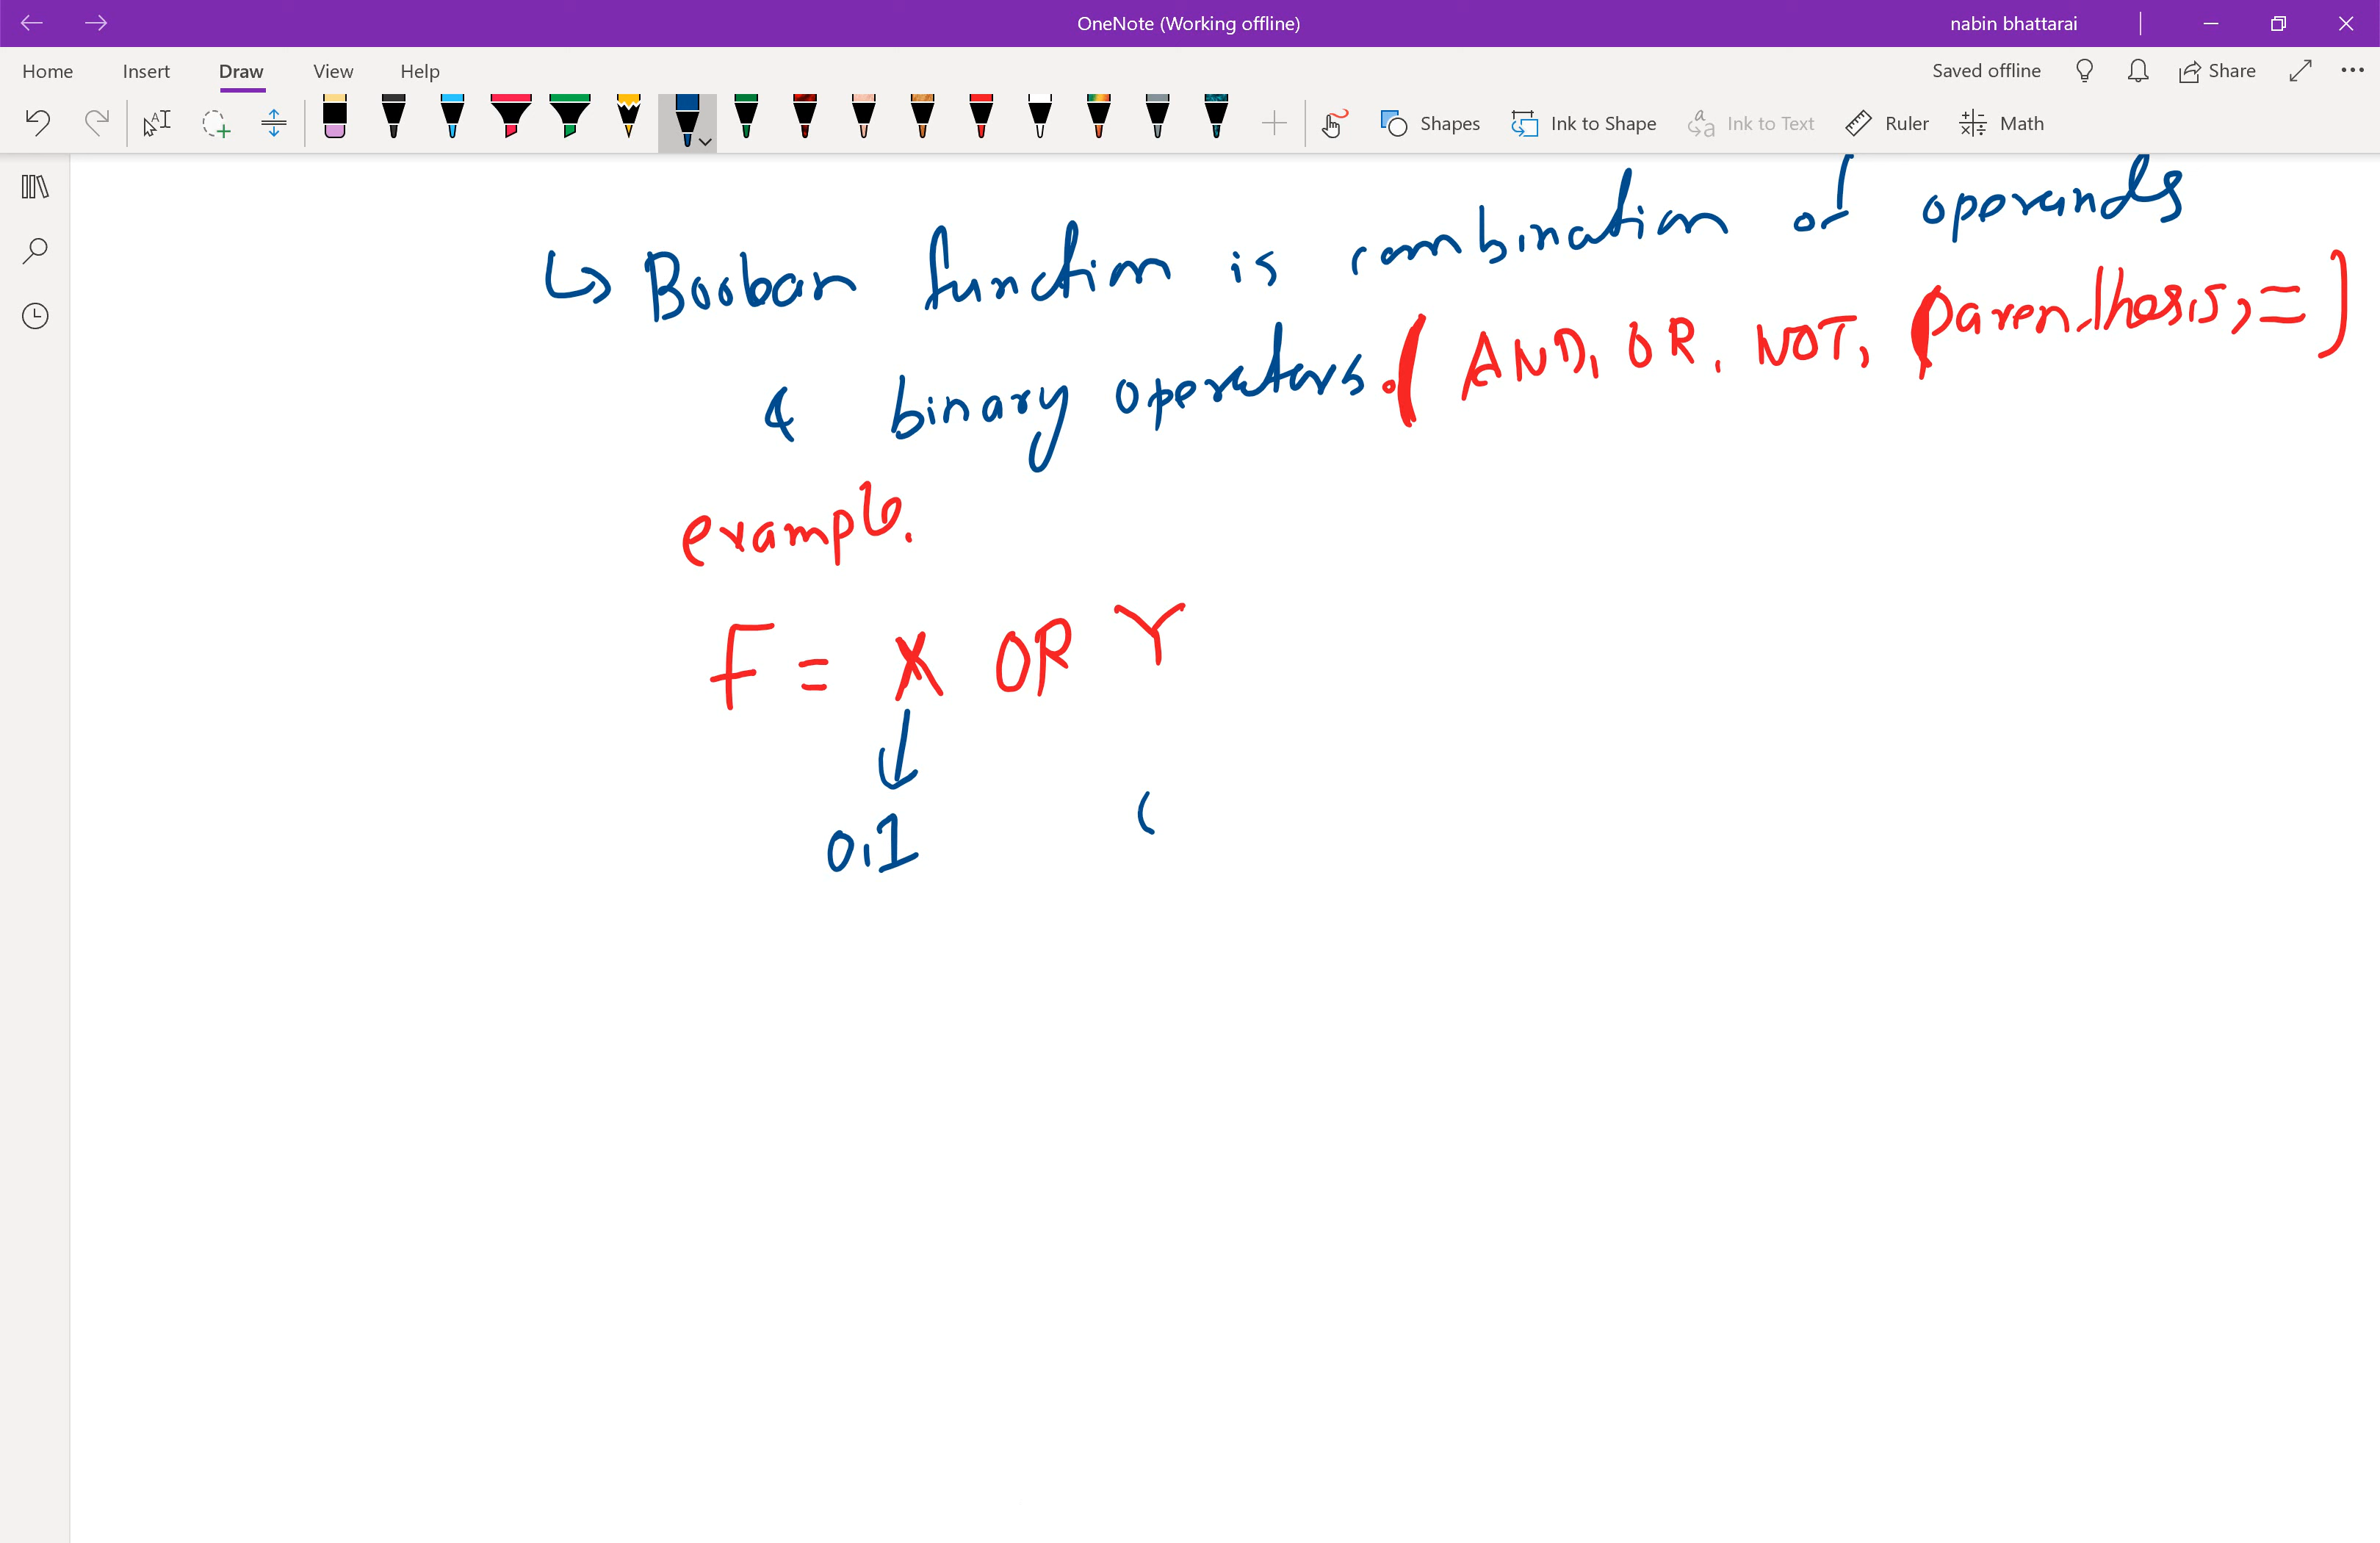 OneNote (Working offline)
nabin bhattarai
Home Insert Draw View Help
Saved offline Share
Shapes Ink to Shape Ink to Text Ruler Math
↳ Boolean function is combination of operands
& binary operators. ( AND, OR, NOT, (parenthesis, = )
example.
F = X OR Y
0,1 (